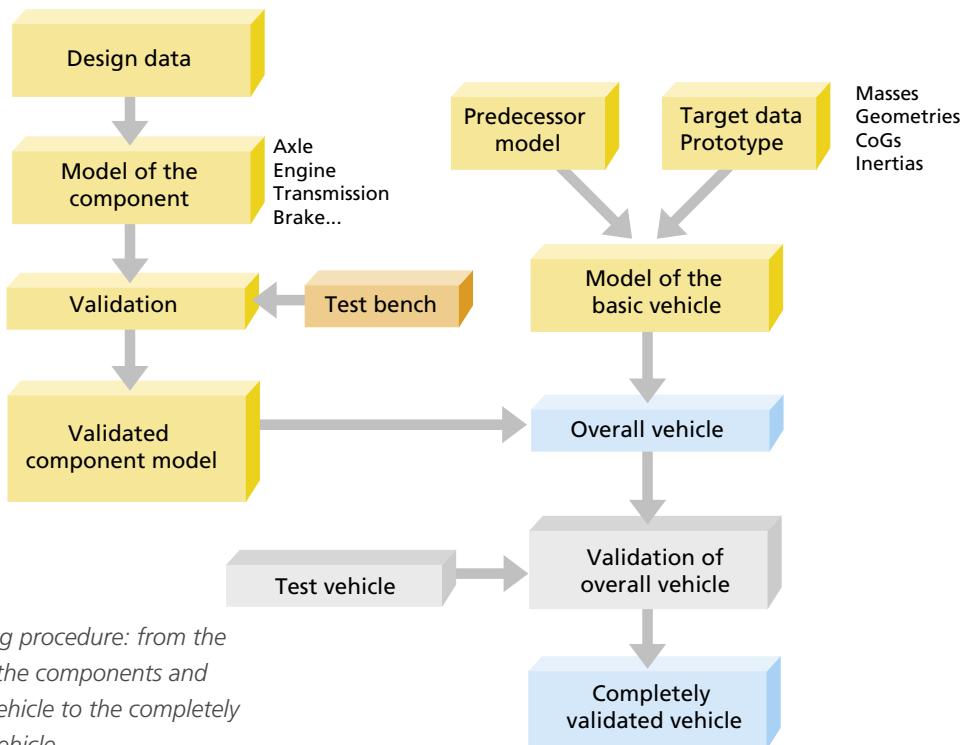 Design data
Model of the
component
Axle
Engine
Transmission
Brake...
Validation
Test bench
Validated
component model
Predecessor
model
Target data
Prototype
Masses
Geometries
CoGs
Inertias
Model of the
basic vehicle
Overall vehicle
Test vehicle
Validation of
overall vehicle
Completely
validated vehicle
procedure: from the
the components and
to the completely